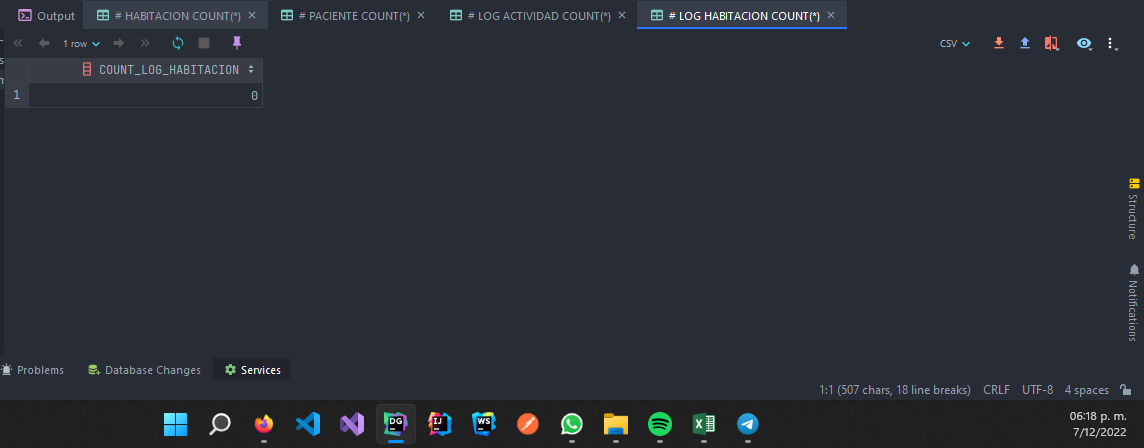 Output
# HABITACION COUNT(*)
# PACIENTE COUNT(*)
# LOG ACTIVIDAD COUNT(*)
# LOG HABITACION COUNT(*)
1 row
CSV
COUNT_LOG_HABITACION
1 0
Structure
Notifications
Problems
Database Changes
Services
1:1 (507 chars, 18 line breaks) CRLF UTF-8 4 spaces
DG
IJ
WS
06:18 p. m.
7/12/2022